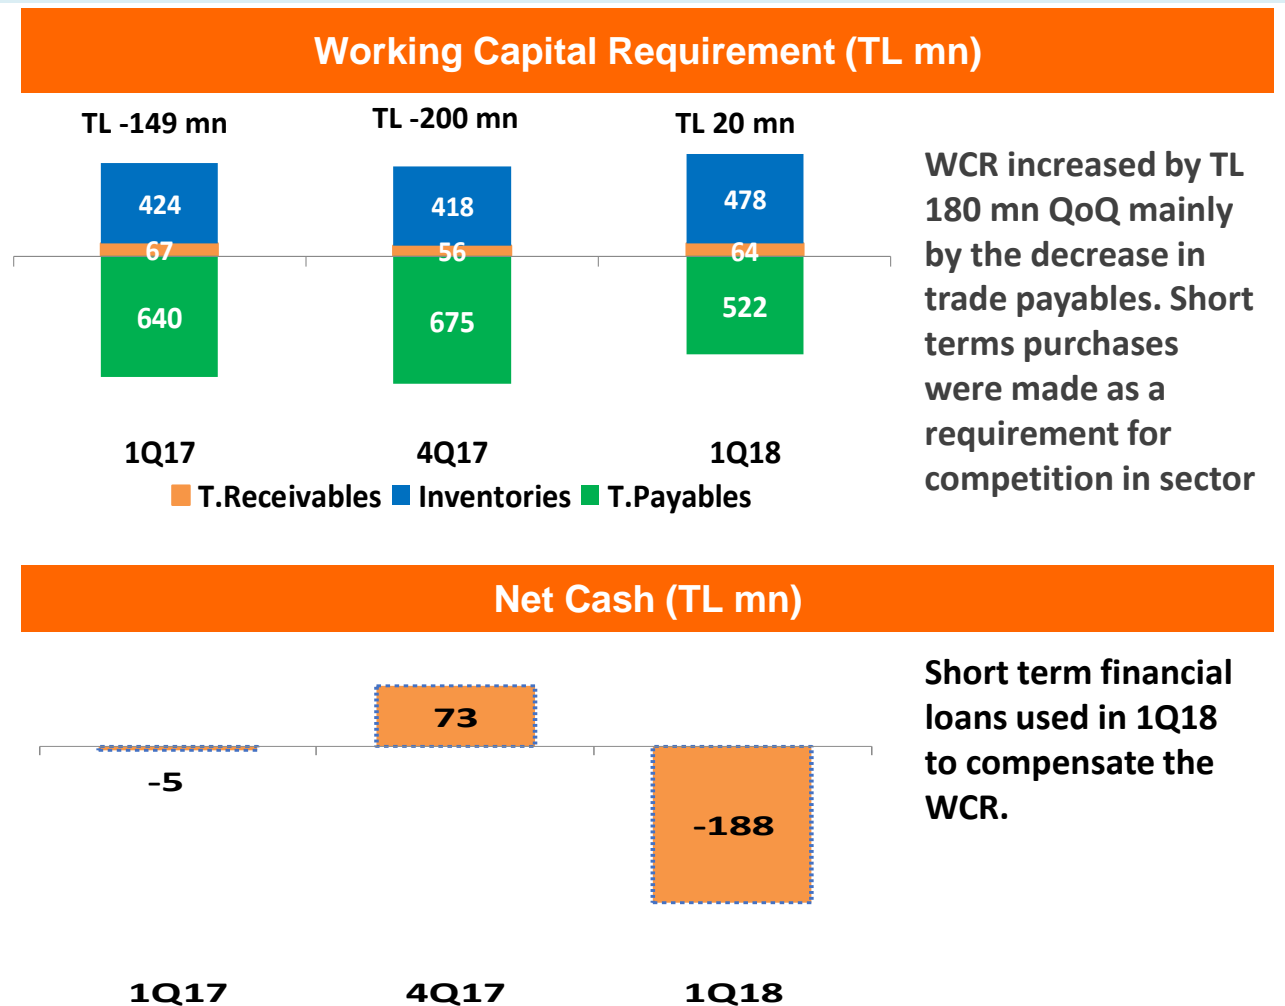 Working Capital Requirement (TL mn)
TL -149 mn
TL -200 mn
TL 20 mn
424
418
478
67
56
64
640
675
522
1Q17
4Q17
1Q18
T.Receivables
Inventories
T.Payables
WCR increased by TL
180 mn QoQ mainly
by the decrease in
trade payables. Short
terms purchases
were made as a
requirement for
competition in sector
Net Cash (TL mn)
-5
73
-188
1Q17
4Q17
1Q18
Short term financial
loans used in 1Q18
to compensate the
WCR.